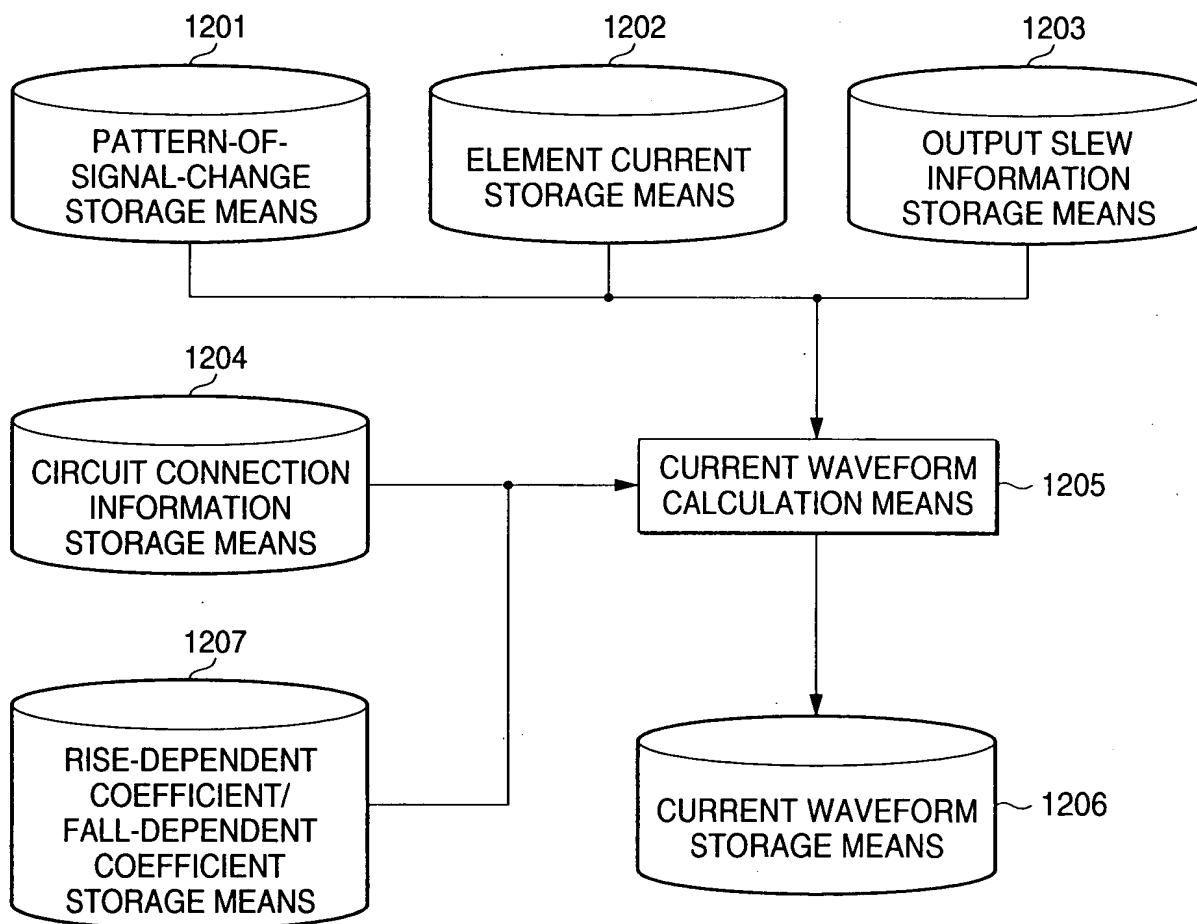 1201
PATTERN-OF-
SIGNAL-CHANGE
STORAGE MEANS
1202
ELEMENT CURRENT
STORAGE MEANS
1203
OUTPUT SLEW
INFORMATION
STORAGE MEANS
1204
CIRCUIT CONNECTION
INFORMATION
STORAGE MEANS
CURRENT WAVEFORM
CALCULATION MEANS
1205
1207
RISE-DEPENDENT
COEFFICIENT/
FALL-DEPENDENT
COEFFICIENT
STORAGE MEANS
CURRENT WAVEFORM
STORAGE MEANS
1206